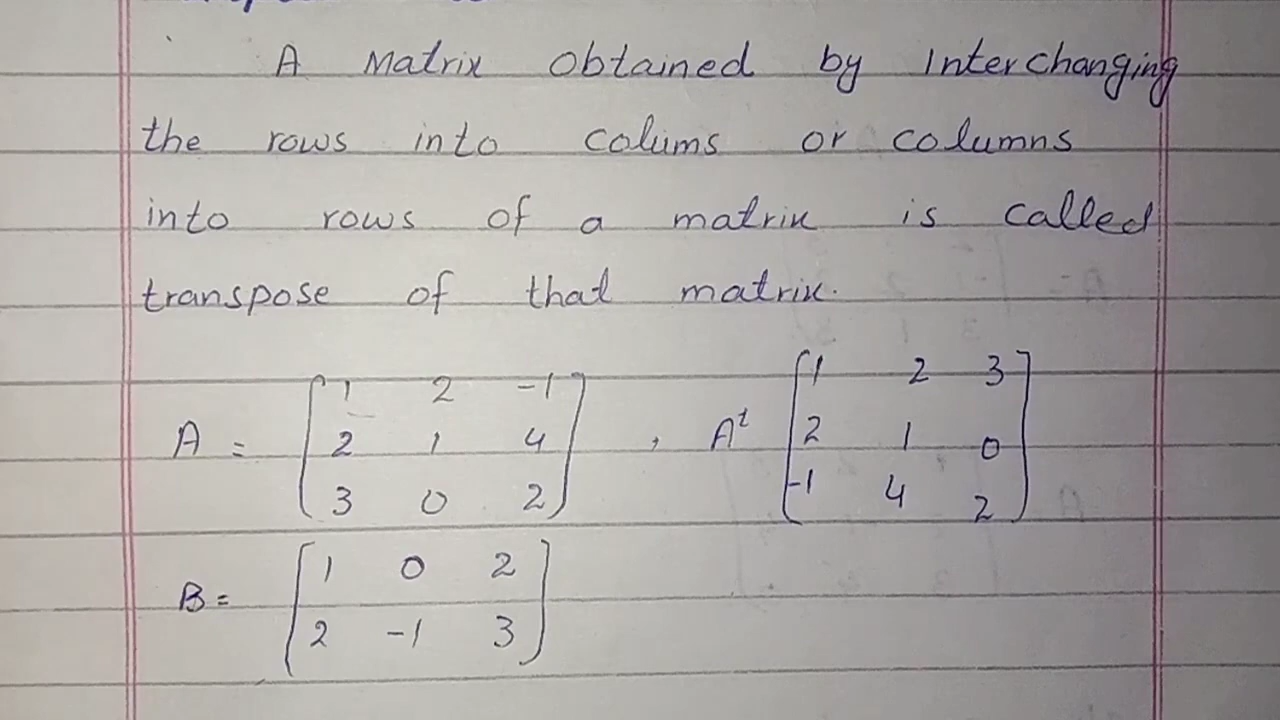 A Matrix obtained by Interchanging
the rows into colums or columns
into rows of a matrix is called
transpose of that matrix.
A = [1 2 -1 , Aᵗ [1 2 3
2 1 4 2 1 0
3 0 2] -1 4 2]
B = [1 0 2
2 -1 3]